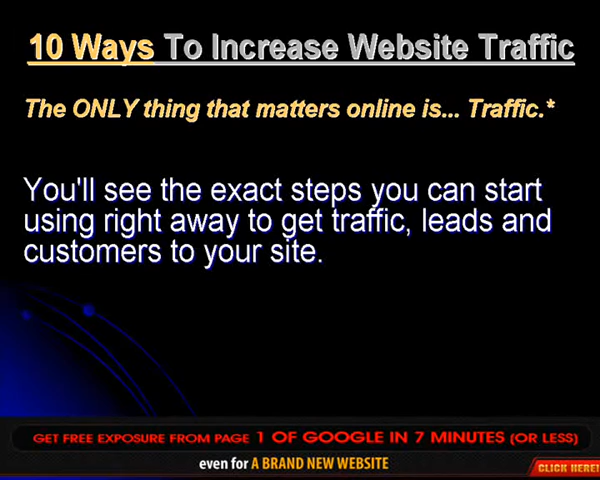 10 Ways To Increase Website Traffic
The ONLY thing that matters online is... Traffic.*
You'll see the exact steps you can start
using right away to get traffic, leads and
customers to your site.
GET FREE EXPOSURE FROM PAGE 1 OF GOOGLE IN 7 MINUTES (OR LESS)
even for A BRAND NEW WEBSITE
CLICK HERE!